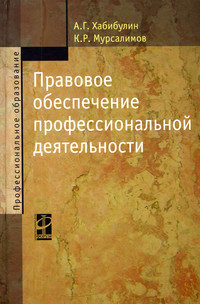 А.Г. Хабибулин
К.Р. Мурсалимов
Правовое
обеспечение
профессиональной
деятельности
Профессиональное образование